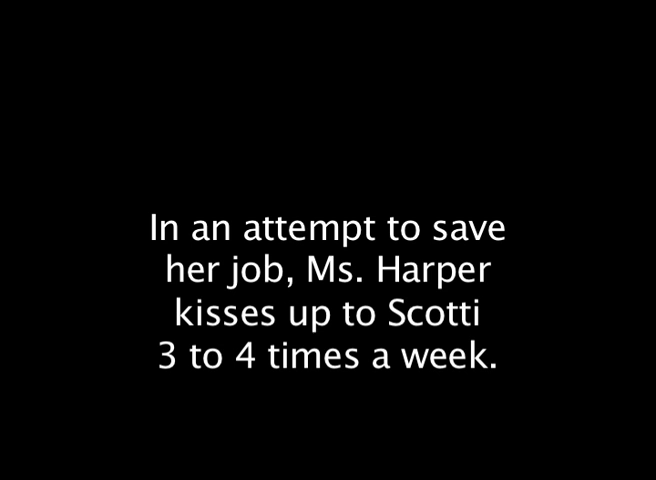 In an attempt to save
her job, Ms. Harper
kisses up to Scotti
3 to 4 times a week.